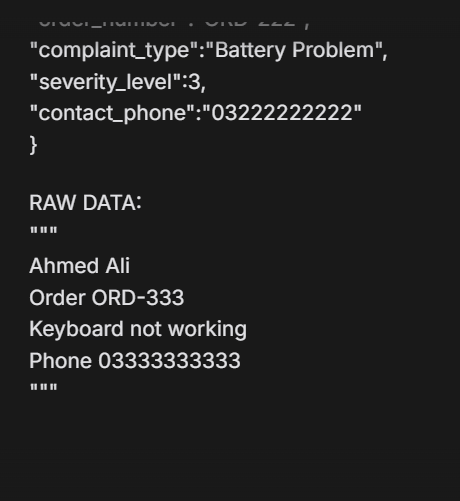 "order_number":"ORD-222",
"complaint_type":"Battery Problem",
"severity_level":3,
"contact_phone":"03222222222"
}
RAW DATA:
"""
Ahmed Ali
Order ORD-333
Keyboard not working
Phone 03333333333
"""